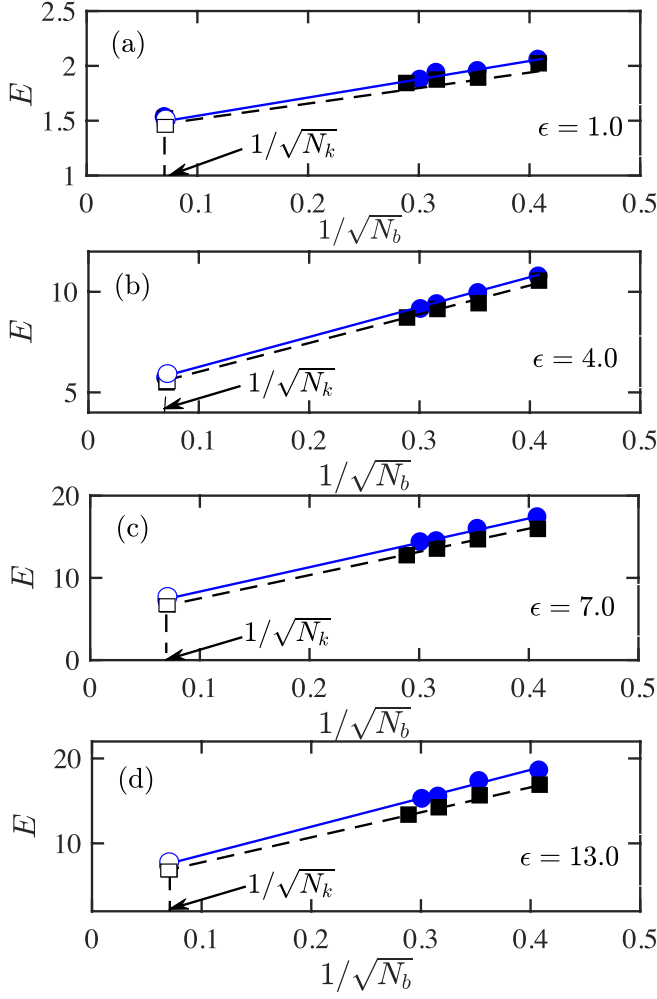 2.5
(a)
2
E
1.5
1/√N_k
ϵ = 1.0
1
0 0.1 0.2 0.3 0.4 0.5
1/√N_b
(b)
10
E
ϵ = 4.0
1/√N_k
5
0 0.1 0.2 0.3 0.4 0.5
1/√N_b
20
(c)
E
10
ϵ = 7.0
1/√N_k
0
0 0.1 0.2 0.3 0.4 0.5
1/√N_b
20
(d)
E
10
ϵ = 13.0
1/√N_k
0 0.1 0.2 0.3 0.4 0.5
1/√N_b